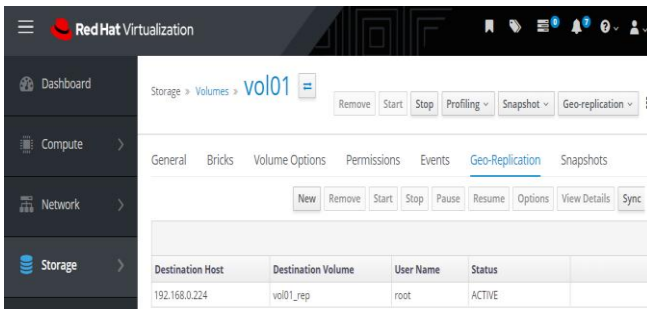 Red Hat Virtualization
0
7
Dashboard
Compute
Network
Storage
Storage » Volumes » vol01
Remove Start Stop Profiling Snapshot Geo-replication
General Bricks Volume Options Permissions Events Geo-Replication Snapshots
New Remove Start Stop Pause Resume Options View Details Sync
Destination Host Destination Volume User Name Status
192.168.0.224 vol01_rep root ACTIVE